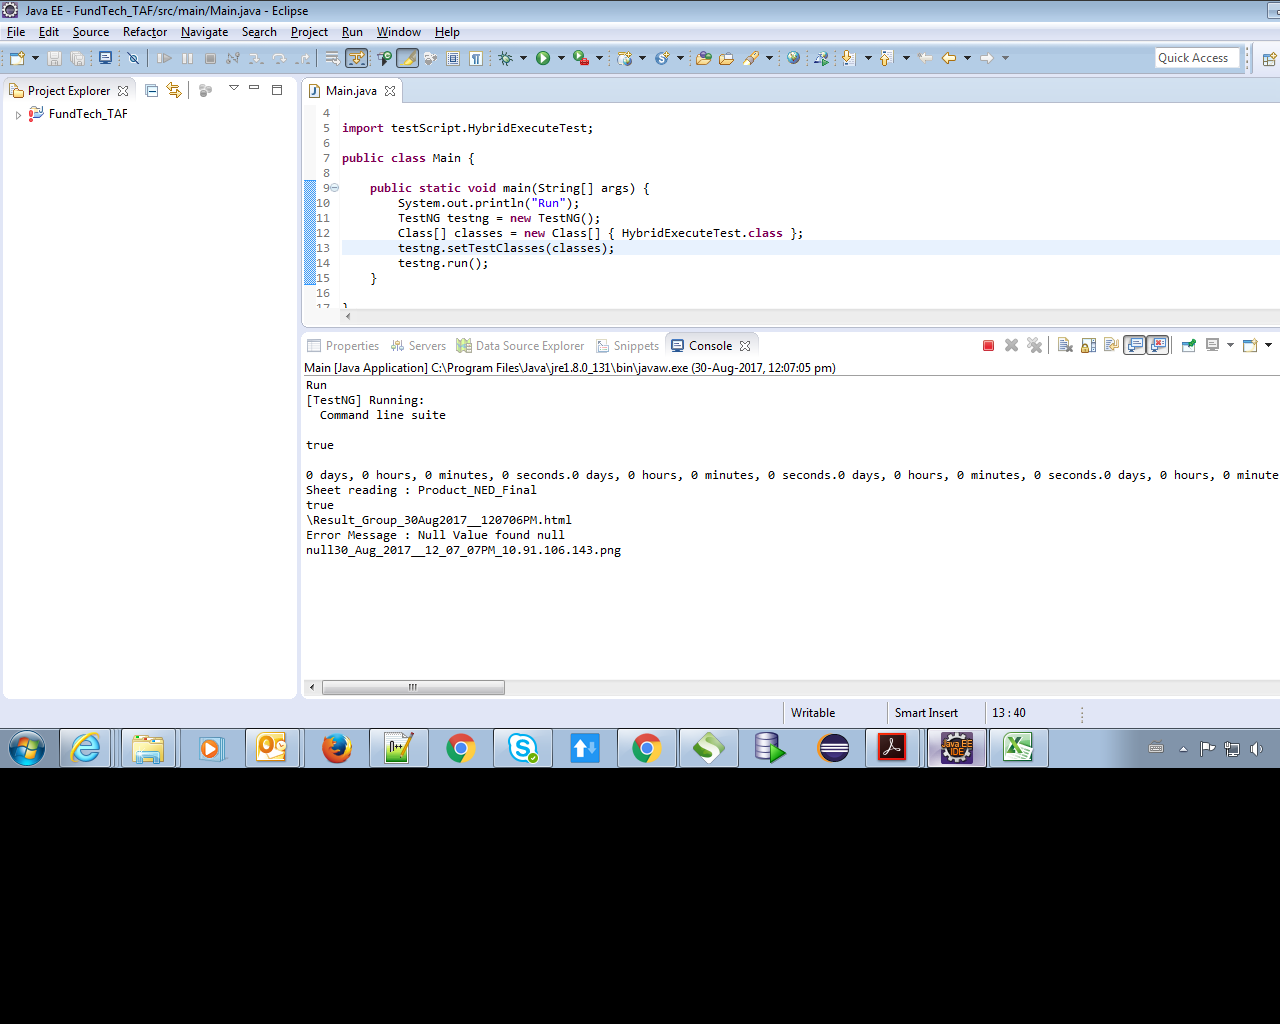 Java EE - FundTech_TAF/src/main/Main.java - Eclipse
File Edit Source Refactor Navigate Search Project Run Window Help
Quick Access
Project Explorer
FundTech_TAF
Main.java
4
5 import testScript.HybridExecuteTest;
6
7 public class Main {
8
9 public static void main(String[] args) {
10 System.out.println("Run");
11 TestNG testng = new TestNG();
12 Class[] classes = new Class[] { HybridExecuteTest.class };
13 testng.setTestClasses(classes);
14 testng.run();
15 }
16
17 }
Properties Servers Data Source Explorer Snippets Console
Main [Java Application] C:\Program Files\Java\jre1.8.0_131\bin\javaw.exe (30-Aug-2017, 12:07:05 pm)
Run
[TestNG] Running:
Command line suite
true
0 days, 0 hours, 0 minutes, 0 seconds.0 days, 0 hours, 0 minutes, 0 seconds.0 days, 0 hours, 0 minutes, 0 seconds.0 days, 0 hours, 0 minute
Sheet reading : Product_NED_Final
true
\Result_Group_30Aug2017__120706PM.html
Error Message : Null Value found null
null30_Aug_2017__12_07_07PM_10.91.106.143.png
Writable Smart Insert 13 : 40
Java EE
IDE